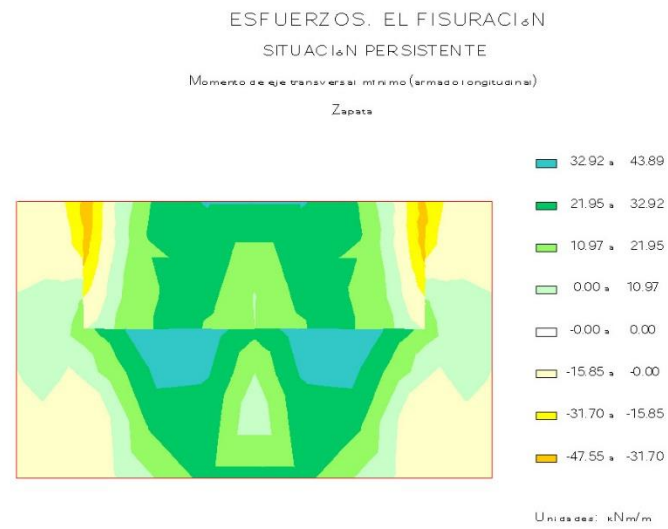 ESFUERZOS. EL FISURACIóN
SITUACIóN PERSISTENTE
Momento de eje transversal mínimo (armado longitudinal)
Zapata
32.92 a 43.89
21.95 a 32.92
10.97 a 21.95
0.00 a 10.97
-0.00 a 0.00
-15.85 a -0.00
-31.70 a -15.85
-47.55 a -31.70
Unidades: kNm/m